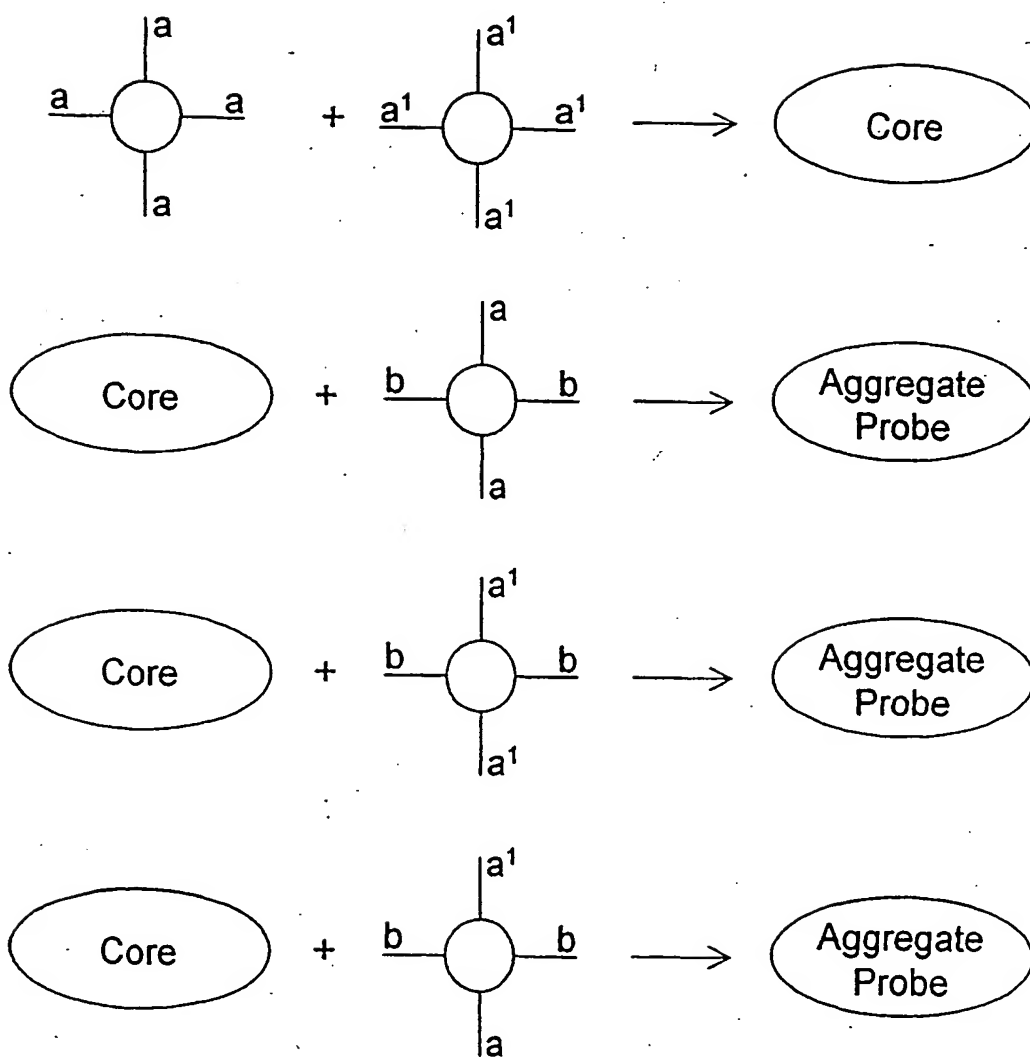 a a¹
a a + a¹ a¹ → Core
a a¹
a
Core + b b → Aggregate
Probe
a
a¹
Core + b b → Aggregate
Probe
a¹
a¹
Core + b b → Aggregate
Probe
a